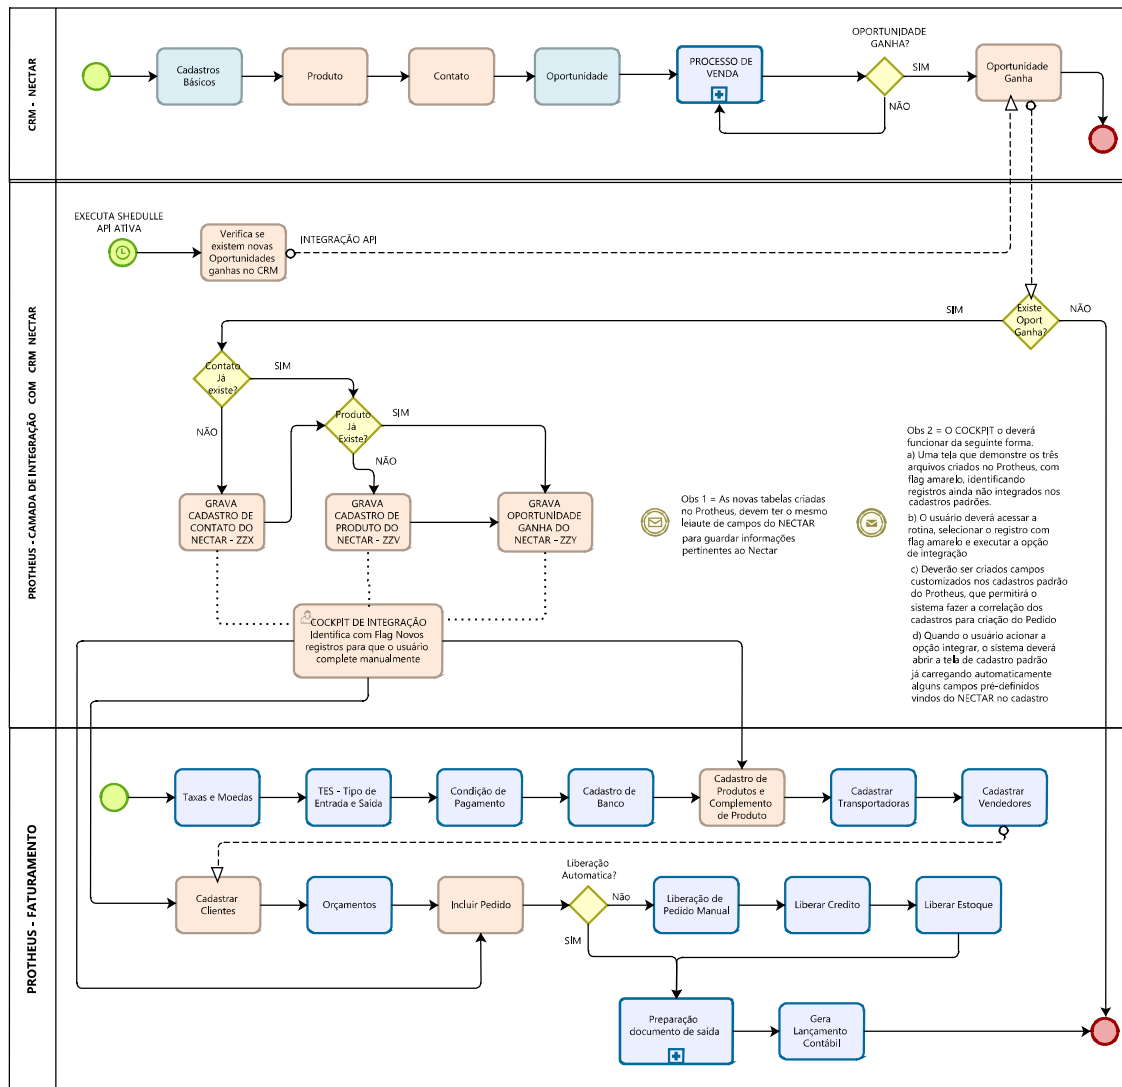 CRM - NECTAR
Cadastros
Básicos
Produto
Contato
Oportunidade
PROCESSO DE
VENDA
OPORTUNIDADE
GANHA?
SIM
NÃO
Oportunidade
Ganha
PROTHEUS - CAMADA DE INTEGRAÇÃO COM CRM NECTAR
EXECUTA SHEDULLE
API ATIVA
Verifica se
existem novas
Oportunidades
ganhas no CRM
INTEGRAÇÃO API
Existe
Oport
Ganha?
SIM
NÃO
Contato
Já
existe?
SIM
NÃO
Produto
Já
Existe?
SIM
NÃO
GRAVA
CADASTRO DE
CONTATO DO
NECTAR - ZZX
GRAVA
CADASTRO DE
PRODUTO DO
NECTAR - ZZV
GRAVA
OPORTUNIDADE
GANHA DO
NECTAR - ZZY
Obs 1 = As novas tabelas criadas
no Protheus, devem ter o mesmo
leiaute de campos do NECTAR
para guardar informações
pertinentes ao Nectar
Obs 2 = O COCKPIT o deverá
funcionar da seguinte forma.
a) Uma tela que demonstre os três
arquivos criados no Protheus, com
flag amarelo, identificando
registros ainda não integrados nos
cadastros padrões.
b) O usuário deverá acessar a
rotina, selecionar o registro com
flag amarelo e executar a opção
de integração
c) Deverão ser criados campos
customizados nos cadastros padrão
do Protheus, que permitirá o
sistema fazer a correlação dos
cadastros para criação do Pedido
d) Quando o usuário acionar a
opção integrar, o sistema deverá
abrir a tela de cadastro padrão
já carregando automaticamente
alguns campos pré-definidos
vindos do NECTAR no cadastro
COCKPIT DE INTEGRAÇÃO
Identifica com Flag Novos
registros para que o usuário
complete manualmente
PROTHEUS - FATURAMENTO
Taxas e Moedas
TES - Tipo de
Entrada e Saída
Condição de
Pagamento
Cadastro de
Banco
Cadastro de
Produtos e
Complemento
de Produto
Cadastrar
Transportadoras
Cadastrar
Vendedores
Cadastrar
Clientes
Orçamentos
Incluir Pedido
Liberação
Automatica?
Não
SIM
Liberação de
Pedido Manual
Liberar Credito
Liberar Estoque
Preparação
documento de saída
Gera
Lançamento
Contábil